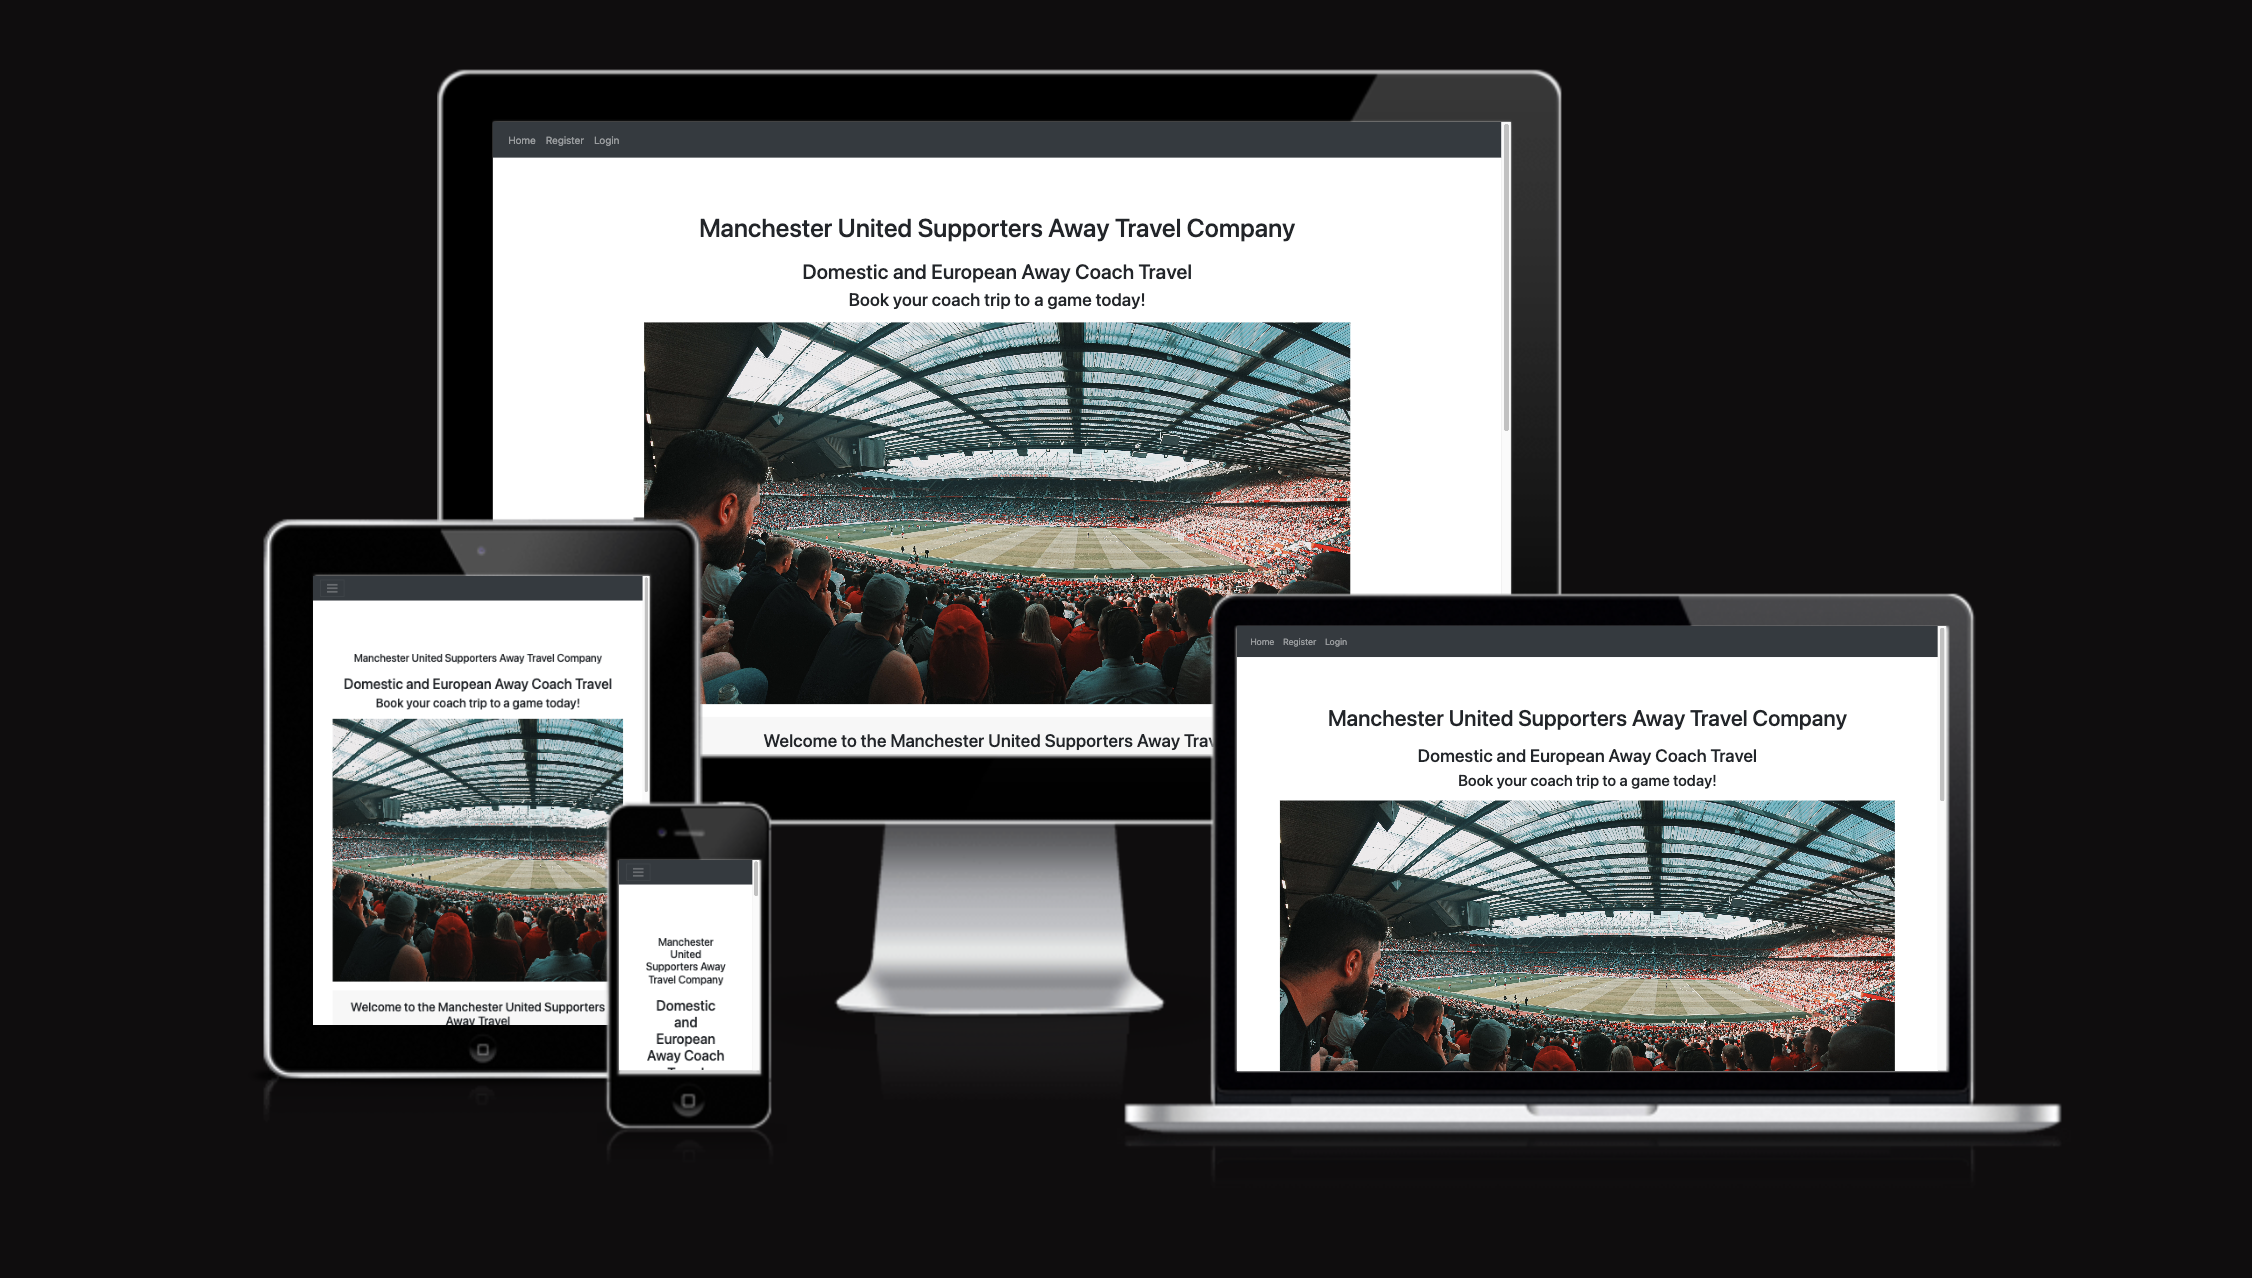 Home Register Login
Manchester United Supporters Away Travel Company
Domestic and European Away Coach Travel
Book your coach trip to a game today!
Welcome to the Manchester United Supporters Away Trav
Manchester United Supporters Away Travel Company
Domestic and European Away Coach Travel
Book your coach trip to a game today!
Welcome to the Manchester United Supporters
Away Travel
Manchester
United
Supporters Away
Travel Company
Domestic
and
European
Away Coach
Home Register Login
Manchester United Supporters Away Travel Company
Domestic and European Away Coach Travel
Book your coach trip to a game today!